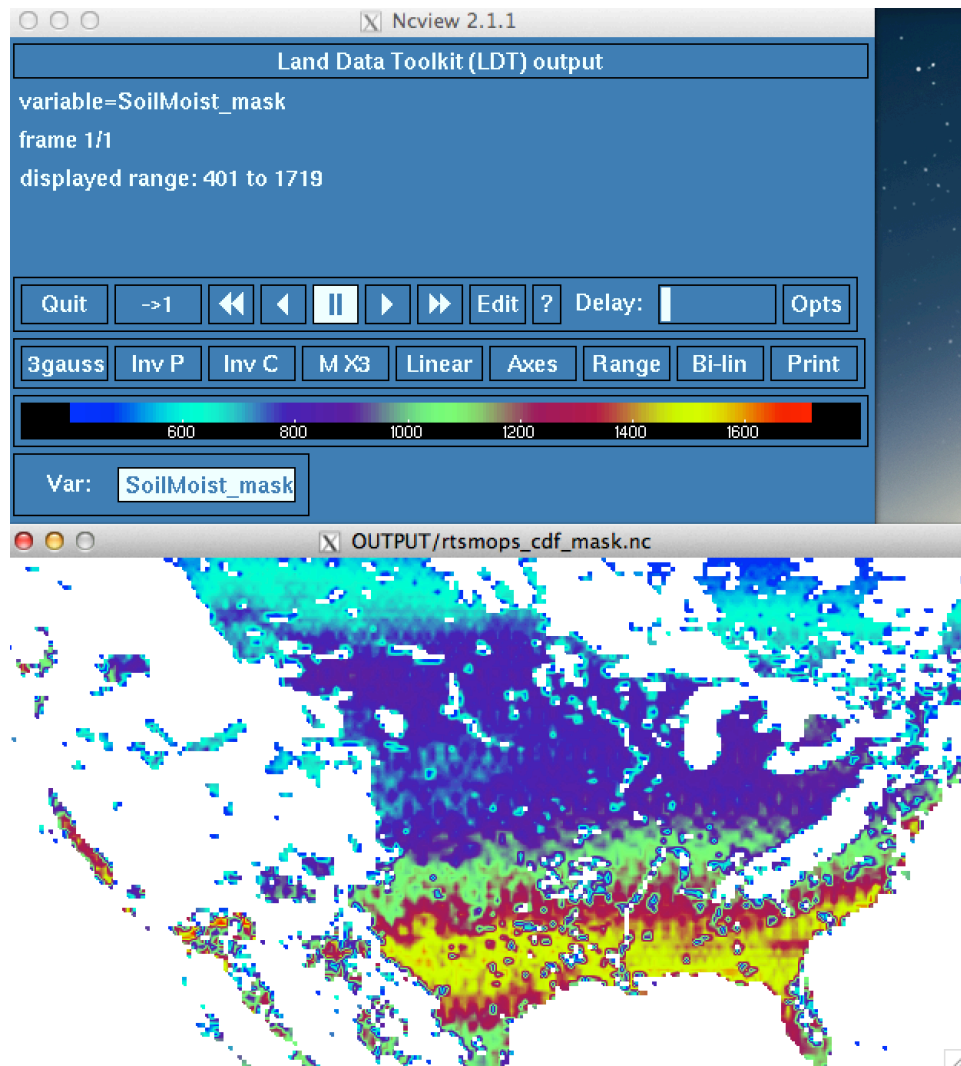 Ncview 2.1.1
Land Data Toolkit (LDT) output
variable=SoilMoist_mask
frame 1/1
displayed range: 401 to 1719
Quit ->1 Edit ? Delay: Opts
3gauss Inv P Inv C M X3 Linear Axes Range Bi-lin Print
600 800 1000 1200 1400 1600
Var: SoilMoist_mask
OUTPUT/rtsmops_cdf_mask.nc